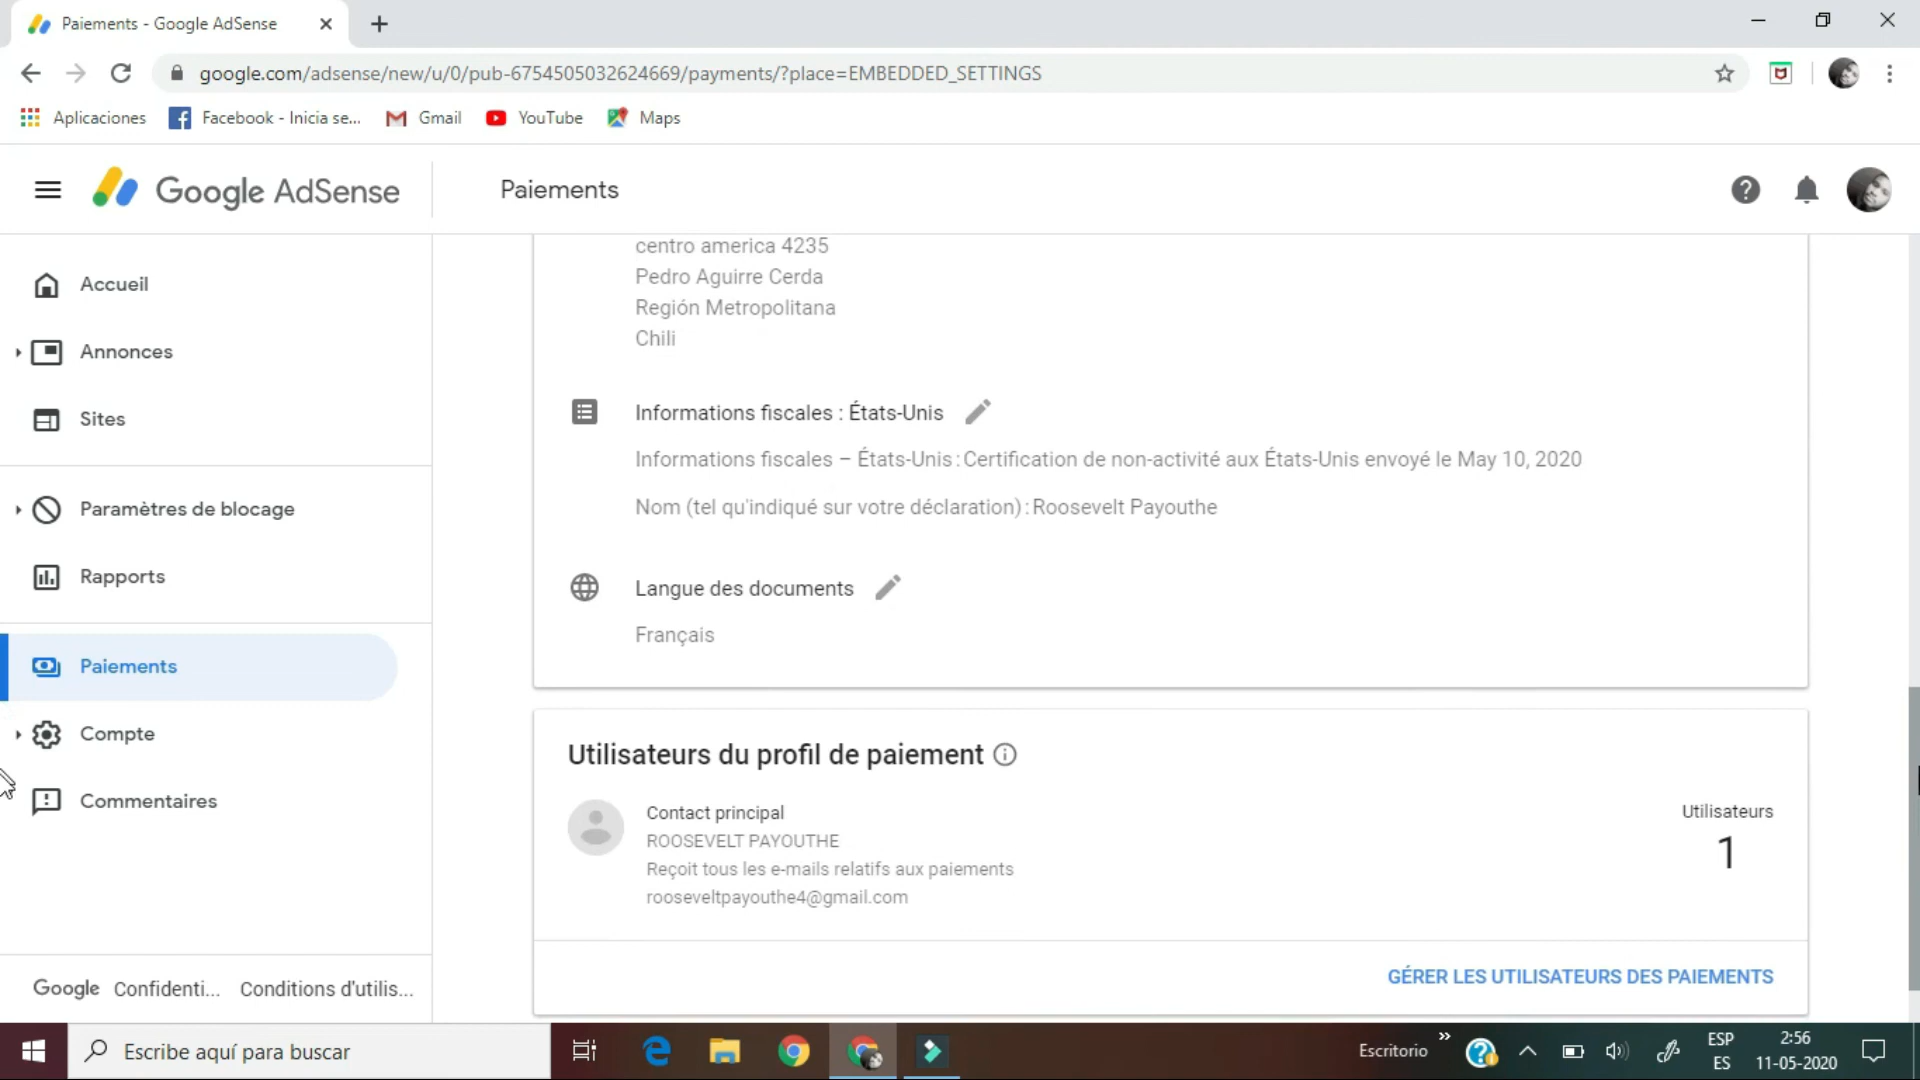 Paiements - Google AdSense
google.com/adsense/new/u/0/pub-6754505032624669/payments/?place=EMBEDDED_SETTINGS
Aplicaciones
Facebook - Inicia se...
Gmail
YouTube
Maps
Google AdSense
Paiements
Accueil
Annonces
Sites
Paramètres de blocage
Rapports
Paiements
Compte
Commentaires
Google Confidenti... Conditions d'utilis...
centro america 4235
Pedro Aguirre Cerda
Región Metropolitana
Chili
Informations fiscales : États-Unis
Informations fiscales – États-Unis : Certification de non-activité aux États-Unis envoyé le May 10, 2020
Nom (tel qu'indiqué sur votre déclaration) : Roosevelt Payouthe
Langue des documents
Français
Utilisateurs du profil de paiement
Contact principal
ROOSEVELT PAYOUTHE
Reçoit tous les e-mails relatifs aux paiements
rooseveltpayouthe4@gmail.com
Utilisateurs
1
GÉRER LES UTILISATEURS DES PAIEMENTS
Escribe aquí para buscar
Escritorio
ESP
ES
2:56
11-05-2020